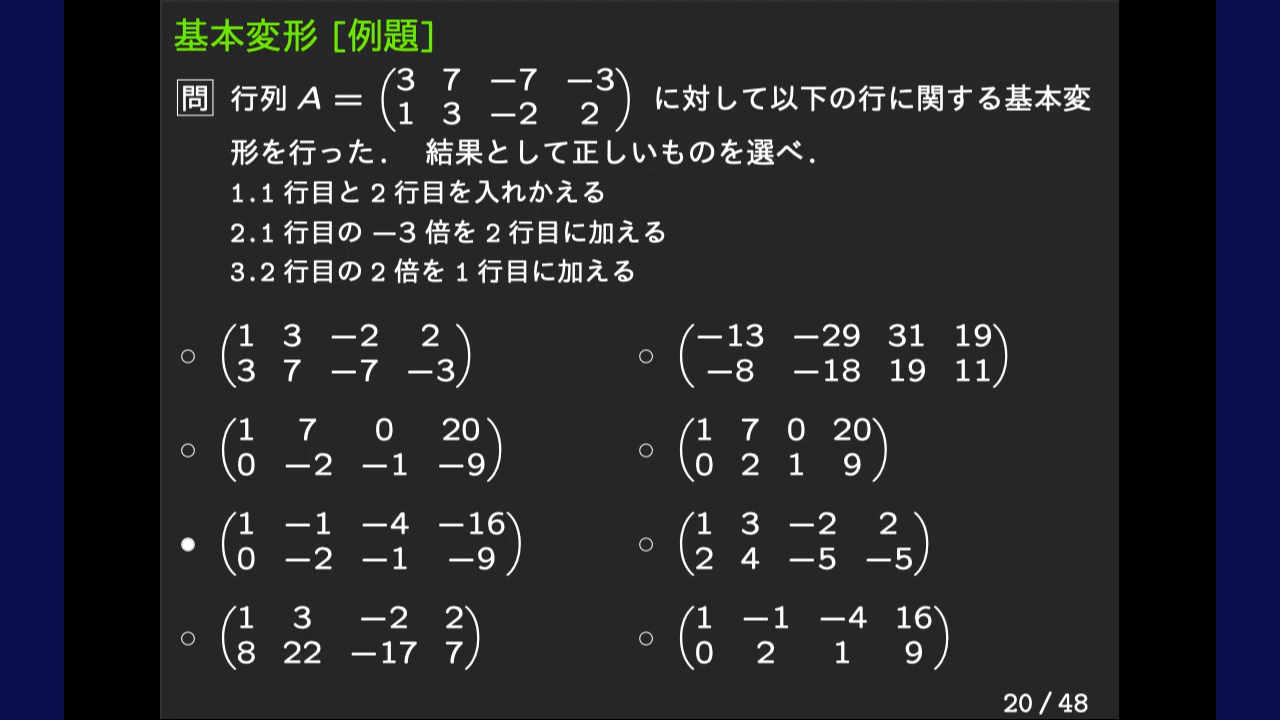 基本変形 [例題]
問 行列 A = (3 7 −7 −3 / 1 3 −2 2) に対して以下の行に関する基本変
形を行った． 結果として正しいものを選べ．
1.1 行目と 2 行目を入れかえる
2.1 行目の −3 倍を 2 行目に加える
3.2 行目の 2 倍を 1 行目に加える
(1 3 −2 2 / 3 7 −7 −3) (−13 −29 31 19 / −8 −18 19 11)
(1 7 0 20 / 0 −2 −1 −9) (1 7 0 20 / 0 2 1 9)
(1 −1 −4 −16 / 0 −2 −1 −9) (1 3 −2 2 / 2 4 −5 −5)
(1 3 −2 2 / 8 22 −17 7) (1 −1 −4 16 / 0 2 1 9)
20 / 48